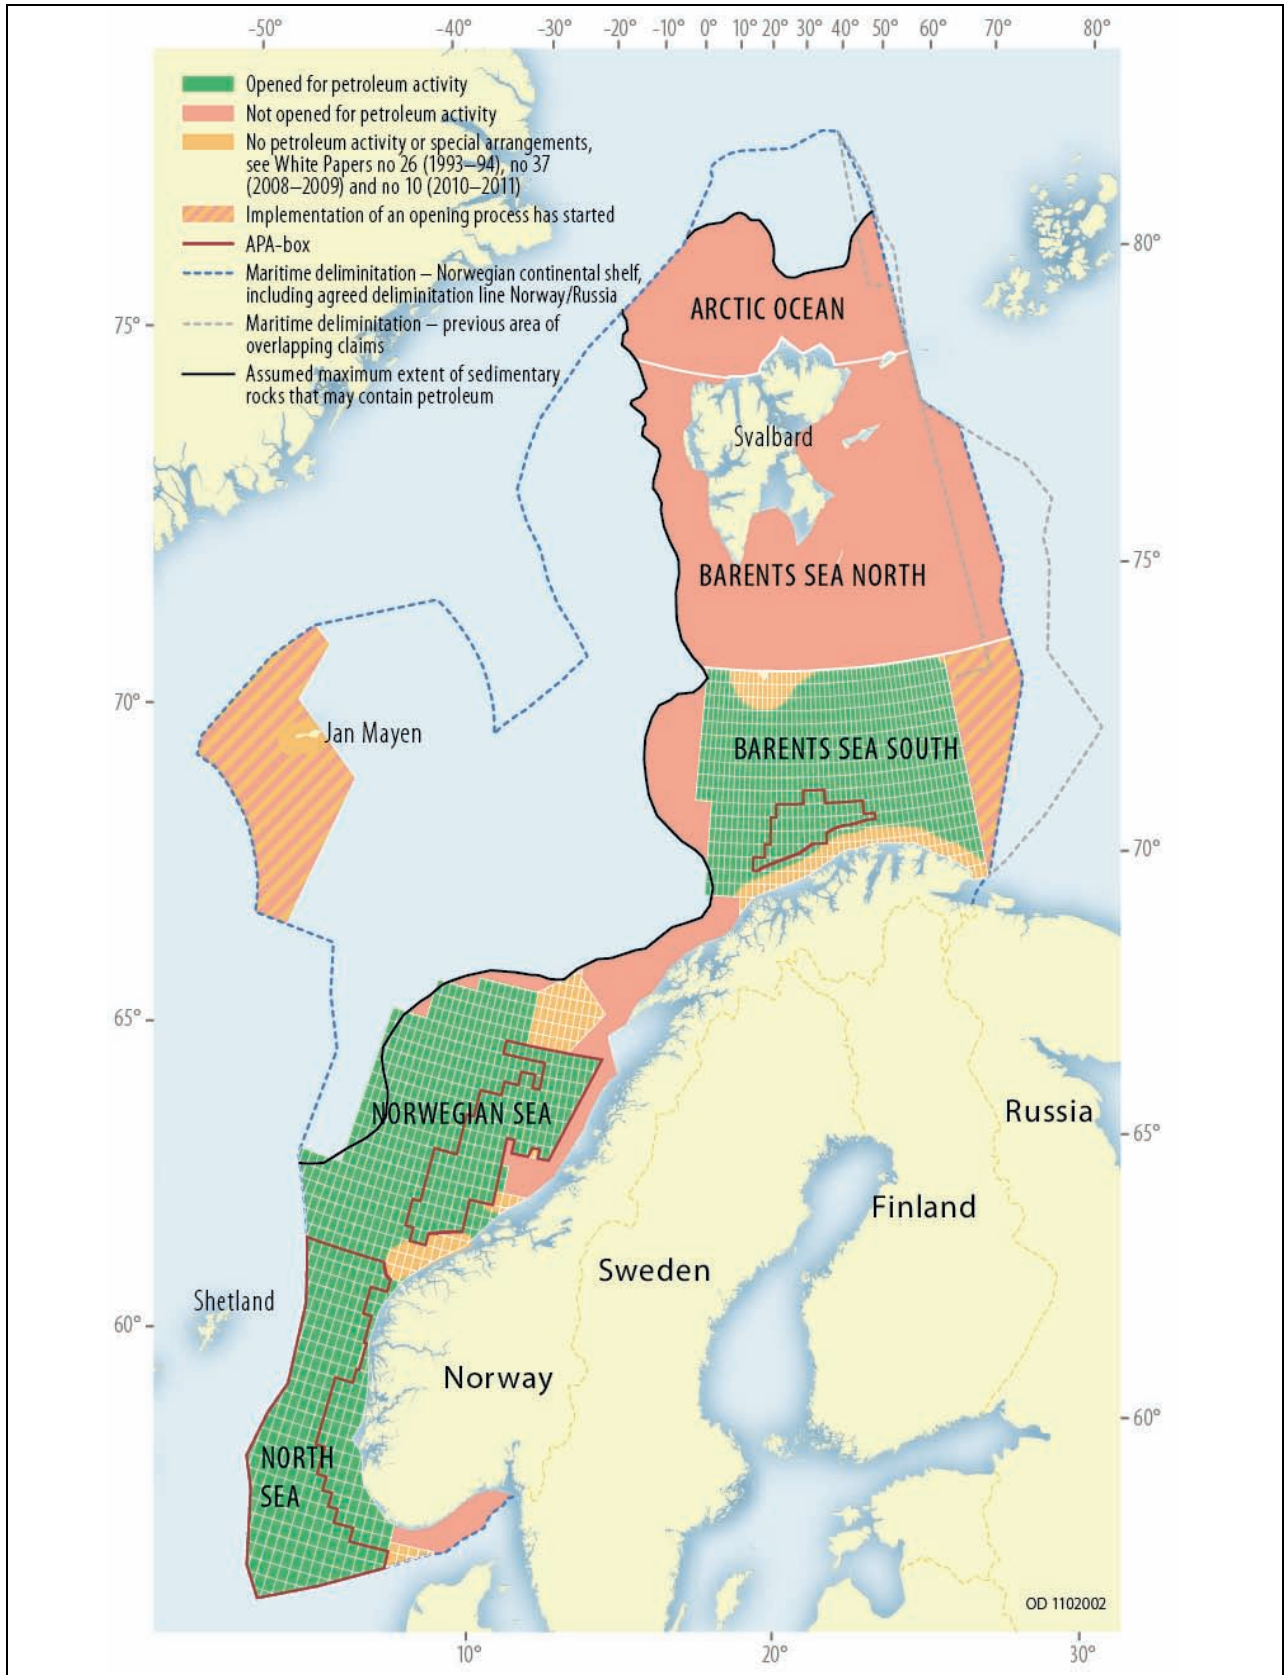 -50° -40° -30° -20° -10° 0° 10° 20° 30° 40° 50° 60° 70° 80°
Opened for petroleum activity
Not opened for petroleum activity
No petroleum activity or special arrangements,
see White Papers no 26 (1993–94), no 37
(2008–2009) and no 10 (2010–2011)
Implementation of an opening process has started
APA-box
Maritime deliminitation – Norwegian continental shelf,
including agreed deliminitation line Norway/Russia
Maritime deliminitation – previous area of
overlapping claims
Assumed maximum extent of sedimentary
rocks that may contain petroleum
80°
ARCTIC OCEAN
75°
Svalbard
75°
BARENTS SEA NORTH
70°
Jan Mayen
BARENTS SEA SOUTH
70°
65°
NORWEGIAN SEA
Russia
65°
Finland
Sweden
Shetland
60°
Norway
60°
NORTH
SEA
OD 1102002
10° 20° 30°